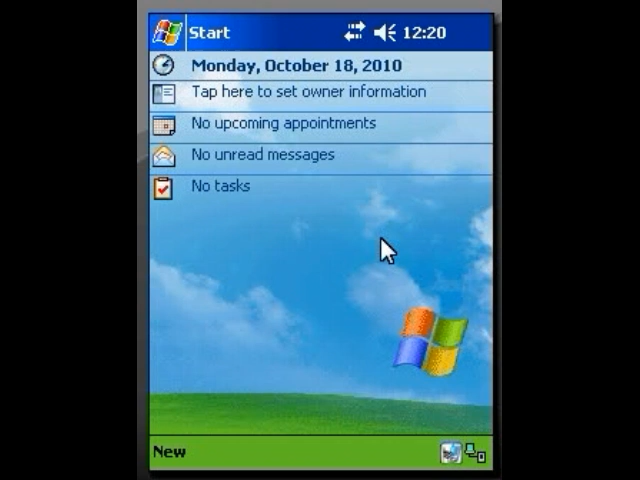 Start 12:20
Monday, October 18, 2010
Tap here to set owner information
No upcoming appointments
No unread messages
No tasks
New